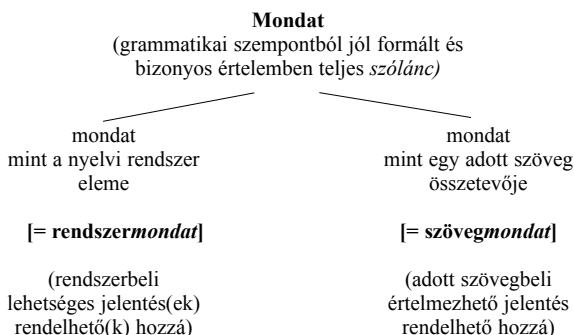 Mondat
(grammatikai szempontból jól formált és
bizonyos értelemben teljes szólánc)
mondat
mint a nyelvi rendszer
eleme
[= rendszermondat]
(rendszerbeli
lehetséges jelentés(ek)
rendelhető(k) hozzá)
mondat
mint egy adott szöveg
összetevője
[= szövegmondat]
(adott szövegbeli
értelmezhető jelentés
rendelhető hozzá)